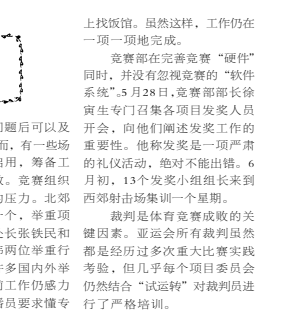 上找饭馆。虽然这样，工作仍在
一项一项地完成。
竞赛部在完善竞赛“硬件”
同时，并没有忽视竞赛的“软件
系统”。5月28日，竞赛部部长徐
寅生专门召集各项目发奖人员
开会，向他们阐述发奖工作的
重要性。他称发奖是一项严肃
的礼仪活动，绝对不能出错。6
月初，13个发奖小组组长来到
西郊射击场集训一个星期。
裁判是体育竞赛成败的关
键因素。亚运会所有裁判虽然
都是经历过多次重大比赛实践
考验，但几乎每个项目委员会
仍然结合“试运转”对裁判员进
行了严格培训。
题后可以及
而，有一些场
启用，筹备工
。竞赛组织
压力。北郊
个，举重项
长张铁民和
两位举重行
多国内外举
工作仍感力
员要求懂专